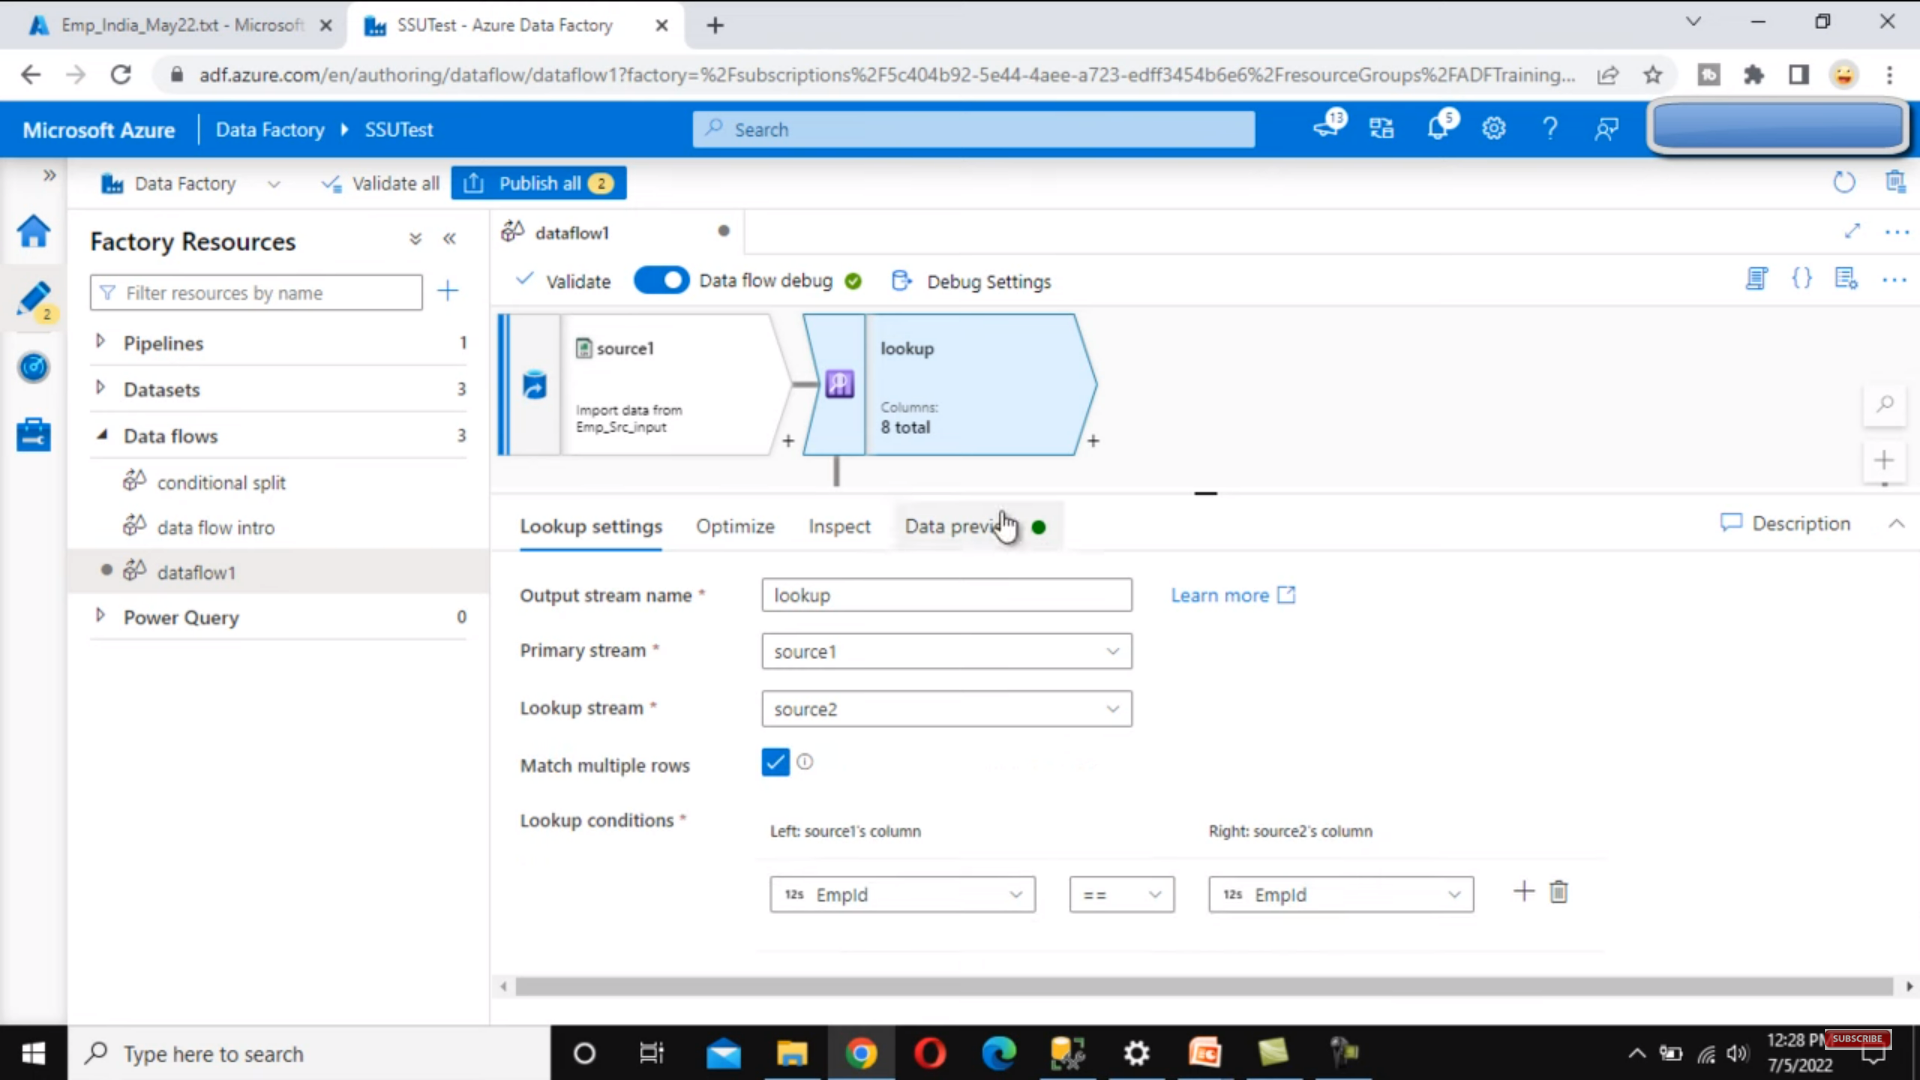 Emp_India_May22.txt - Microsoft
SSUTest - Azure Data Factory
adf.azure.com/en/authoring/dataflow/dataflow1?factory=%2Fsubscriptions%2F5c404b92-5e44-4aee-a723-edff3454b6e6%2FresourceGroups%2FADFTraining...
Microsoft Azure
Data Factory
SSUTest
Search
13
5
Data Factory
Validate all
Publish all 2
Factory Resources
Filter resources by name
2
Pipelines 1
Datasets 3
Data flows 3
conditional split
data flow intro
dataflow1
Power Query 0
dataflow1
Validate
Data flow debug
Debug Settings
source1
Import data from
Emp_Src_input
+
lookup
Columns:
8 total
+
Lookup settings
Optimize
Inspect
Data previ
Description
Output stream name *
lookup
Learn more
Primary stream *
source1
Lookup stream *
source2
Match multiple rows
Lookup conditions *
Left: source1's column
Right: source2's column
12s EmpId
==
12s EmpId
Type here to search
12:28 PM
7/5/2022
SUBSCRIBE